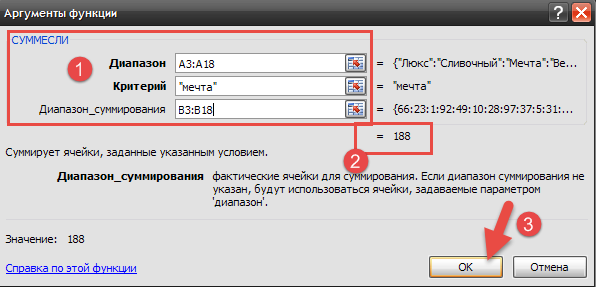 Аргументы функции
СУММЕСЛИ
Диапазон A3:A18 = {"Люкс":"Сливочный":"Мечта":"Ве...
1
Критерий "мечта" = "мечта"
Диапазон_суммирования B3:B18 = {66:23:1:92:49:10:28:97:37:5:31:...
= 188
2
Суммирует ячейки, заданные указанным условием.
Диапазон_суммирования фактические ячейки для суммирования. Если диапазон суммирования не
указан, будут использоваться ячейки, задаваемые параметром
'диапазон'.
3
Значение: 188
Справка по этой функции
OK Отмена